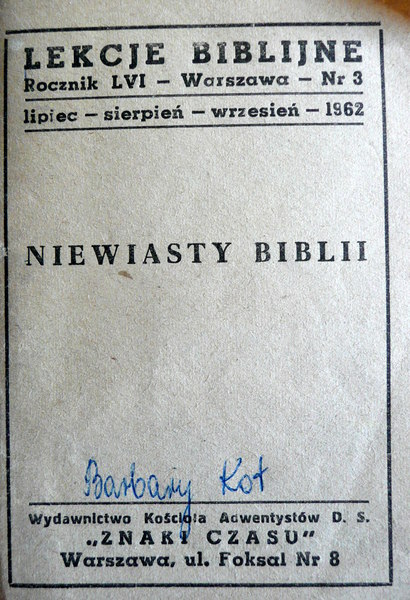 LEKCJE BIBLIJNE
Rocznik LVI — Warszawa — Nr 3
lipiec — sierpień — wrzesień — 1962
NIEWIASTY BIBLII
Barbary Kot
Wydawnictwo Kościoła Adwentystów D. S.
„ZNAKI CZASU"
Warszawa, ul. Foksal Nr 8